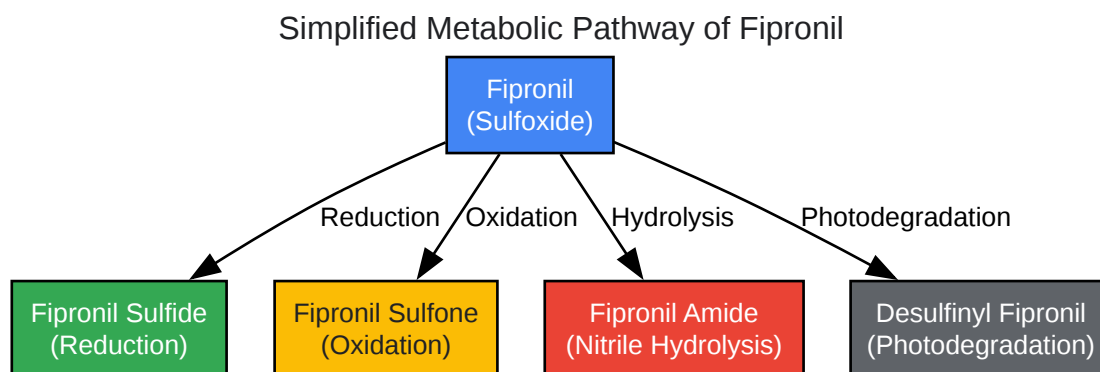 Simplified Metabolic Pathway of Fipronil
Fipronil
(Sulfoxide)
Reduction
Oxidation
Hydrolysis
Photodegradation
Fipronil Sulfide
(Reduction)
Fipronil Sulfone
(Oxidation)
Fipronil Amide
(Nitrile Hydrolysis)
Desulfinyl Fipronil
(Photodegradation)